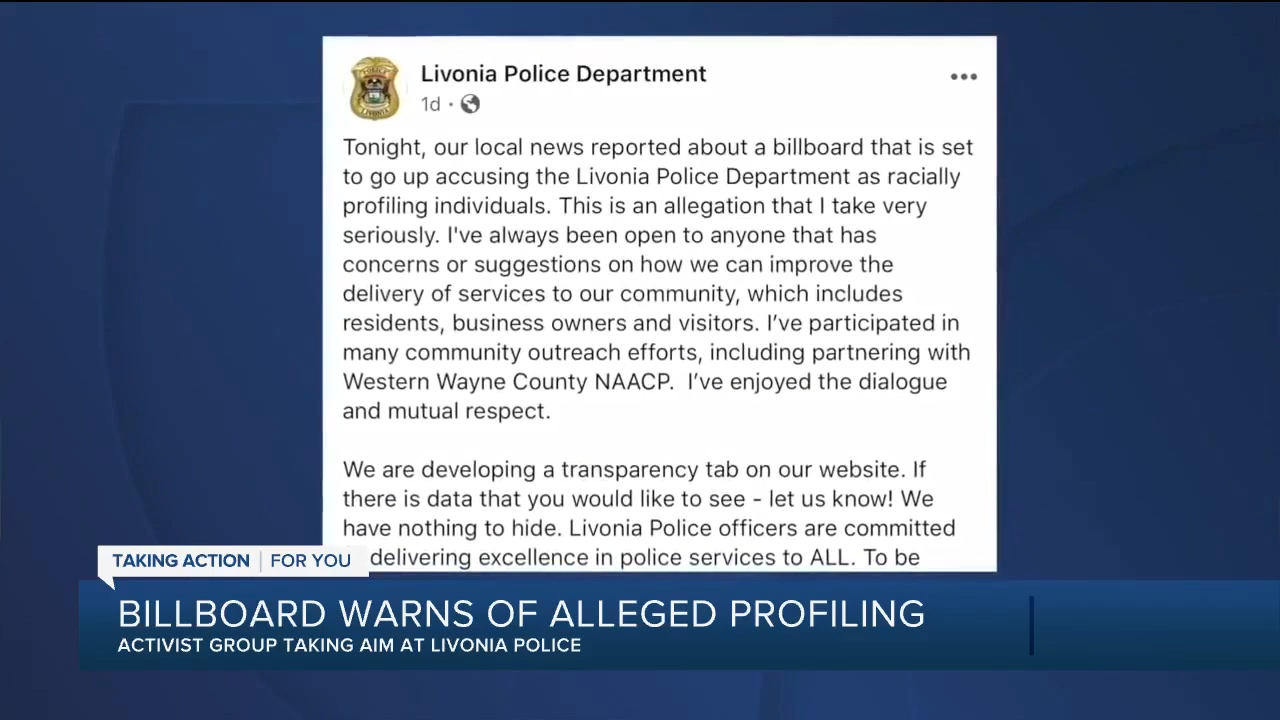 Livonia Police Department
1d ·
Tonight, our local news reported about a billboard that is set
to go up accusing the Livonia Police Department as racially
profiling individuals. This is an allegation that I take very
seriously. I've always been open to anyone that has
concerns or suggestions on how we can improve the
delivery of services to our community, which includes
residents, business owners and visitors. I’ve participated in
many community outreach efforts, including partnering with
Western Wayne County NAACP.  I’ve enjoyed the dialogue
and mutual respect.
We are developing a transparency tab on our website. If
there is data that you would like to see - let us know! We
have nothing to hide. Livonia Police officers are committed
delivering excellence in police services to ALL. To be
TAKING ACTION | FOR YOU
BILLBOARD WARNS OF ALLEGED PROFILING
ACTIVIST GROUP TAKING AIM AT LIVONIA POLICE